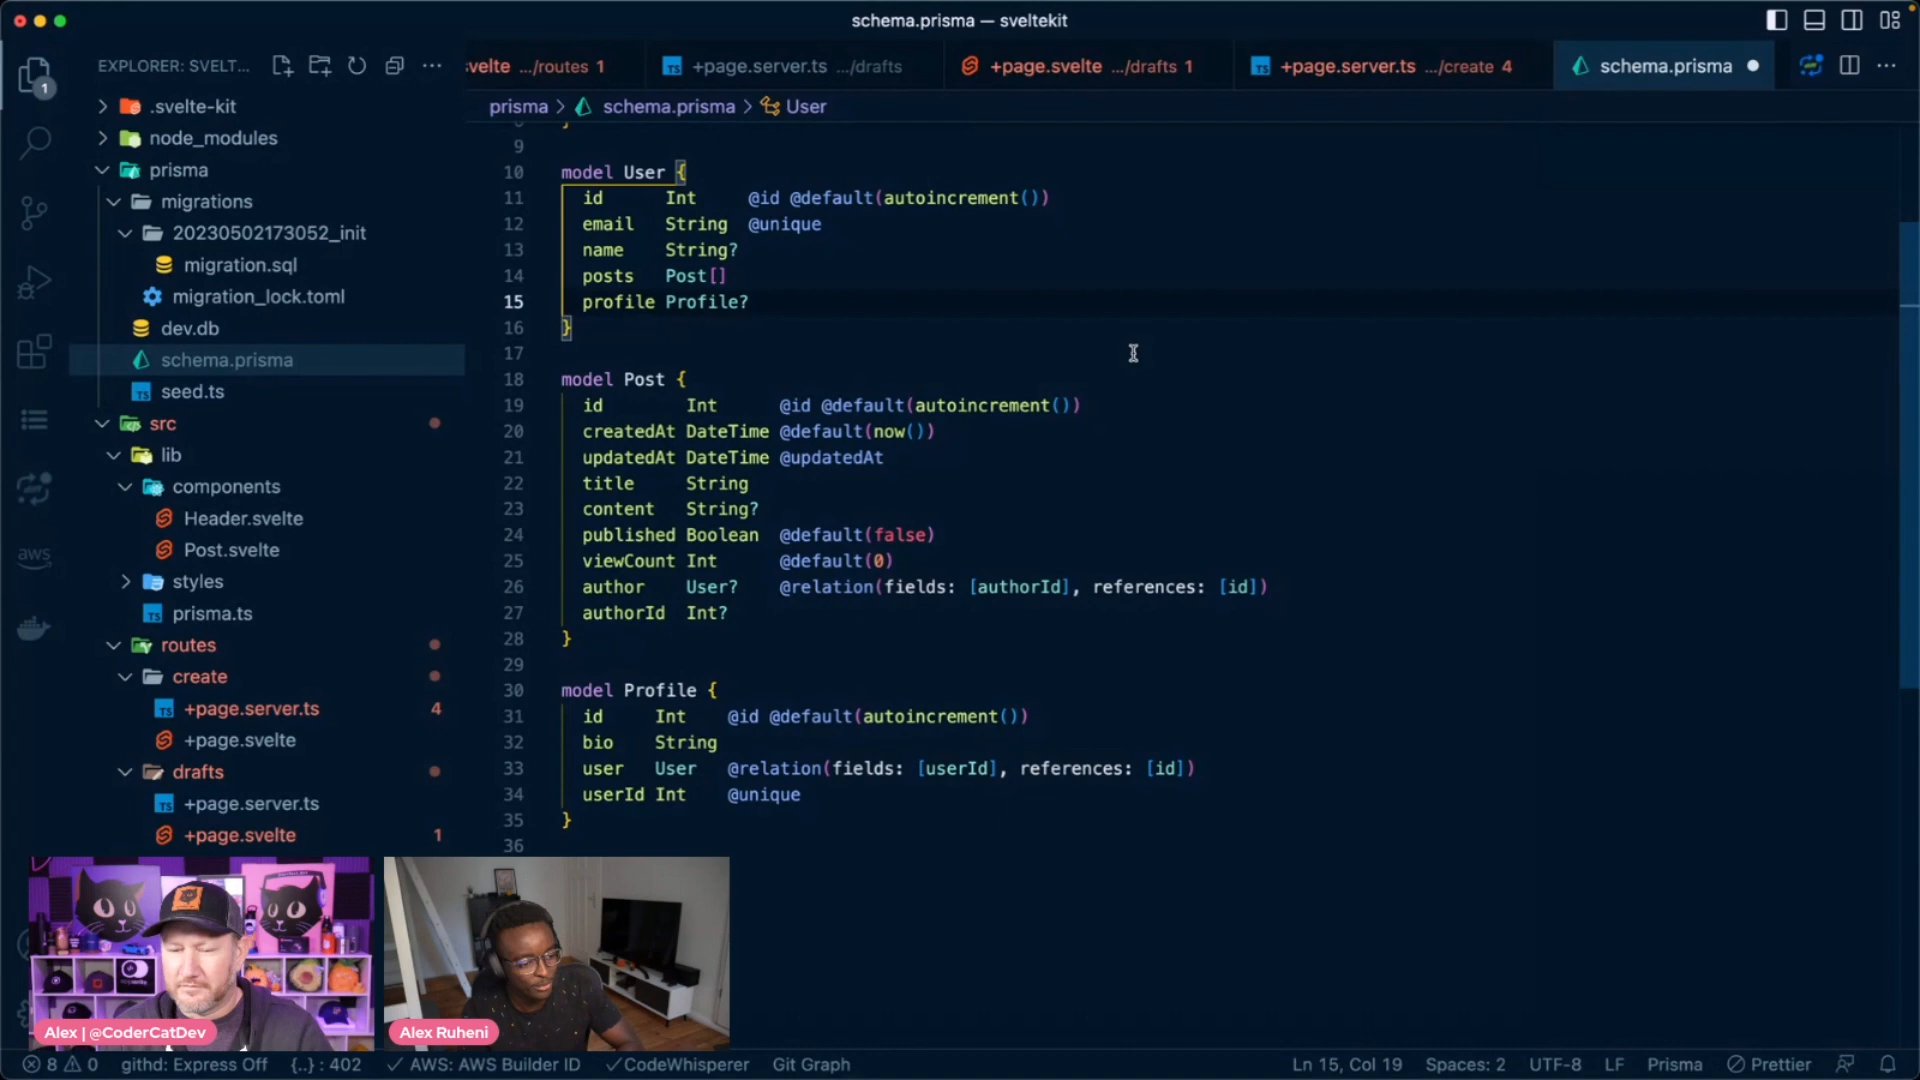 schema.prisma — sveltekit
EXPLORER: SVELT...
svelte .../routes 1
+page.server.ts .../drafts
+page.svelte .../drafts 1
+page.server.ts .../create 4
schema.prisma
1
prisma > schema.prisma > User
.svelte-kit
node_modules
prisma
migrations
20230502173052_init
migration.sql
migration_lock.toml
dev.db
schema.prisma
seed.ts
src
lib
components
Header.svelte
Post.svelte
styles
prisma.ts
routes
create
+page.server.ts 4
+page.svelte
drafts
+page.server.ts
+page.svelte 1
aws
9
10 model User {
11 id Int @id @default(autoincrement())
12 email String @unique
13 name String?
14 posts Post[]
15 profile Profile?
16 }
17
18 model Post {
19 id Int @id @default(autoincrement())
20 createdAt DateTime @default(now())
21 updatedAt DateTime @updatedAt
22 title String
23 content String?
24 published Boolean @default(false)
25 viewCount Int @default(0)
26 author User? @relation(fields: [authorId], references: [id])
27 authorId Int?
28 }
29
30 model Profile {
31 id Int @id @default(autoincrement())
32 bio String
33 user User @relation(fields: [userId], references: [id])
34 userId Int @unique
35 }
36
Alex | @CoderCatDev
Alex Ruheni
8 0 githd: Express Off {..} : 402 ✓ AWS: AWS Builder ID ✓ CodeWhisperer Git Graph
Ln 15, Col 19 Spaces: 2 UTF-8 LF Prisma Prettier